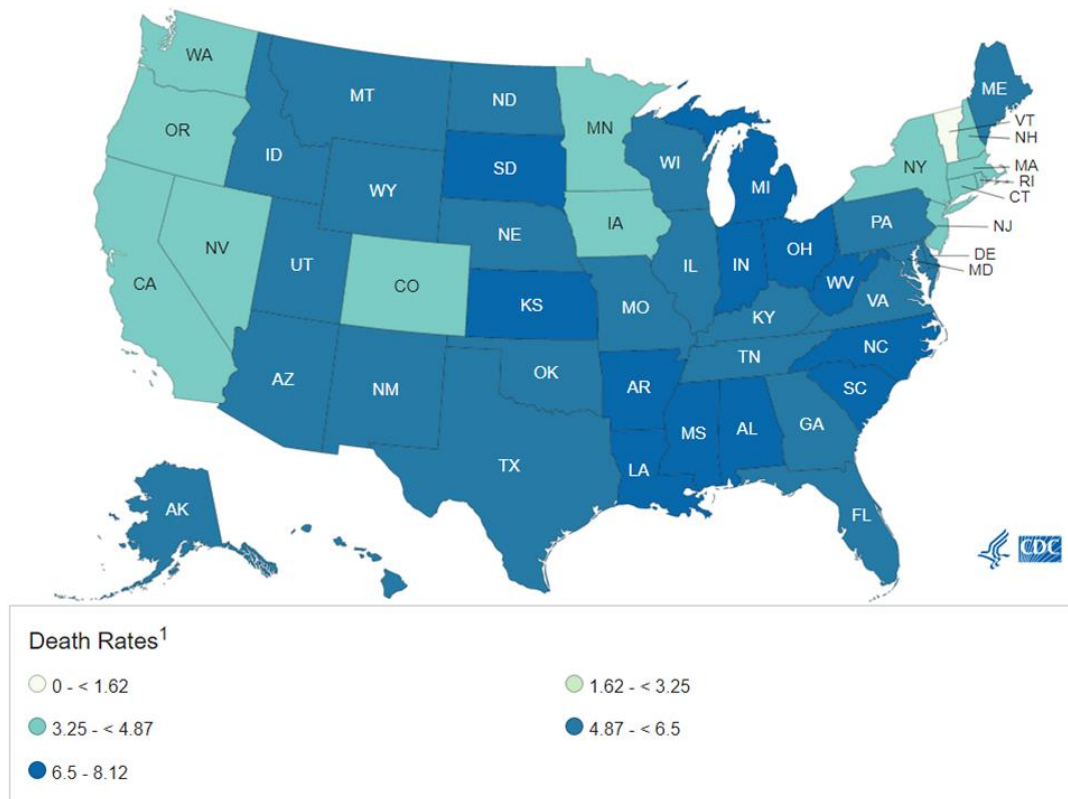 WA
MT
ND
MN
ME
VT
NH
OR
ID
SD
WI
MI
NY
MA
RI
CT
WY
IA
NE
PA
NJ
NV
UT
CO
IL
IN
OH
DE
MD
CA
KS
MO
WV
VA
KY
AZ
NM
OK
TN
NC
AR
SC
MS
AL
GA
TX
LA
AK
FL
CDC
Death Rates1
0 - < 1.62
1.62 - < 3.25
3.25 - < 4.87
4.87 - < 6.5
6.5 - 8.12